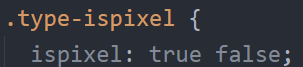 .type-ispixel {
ispixel: true false;